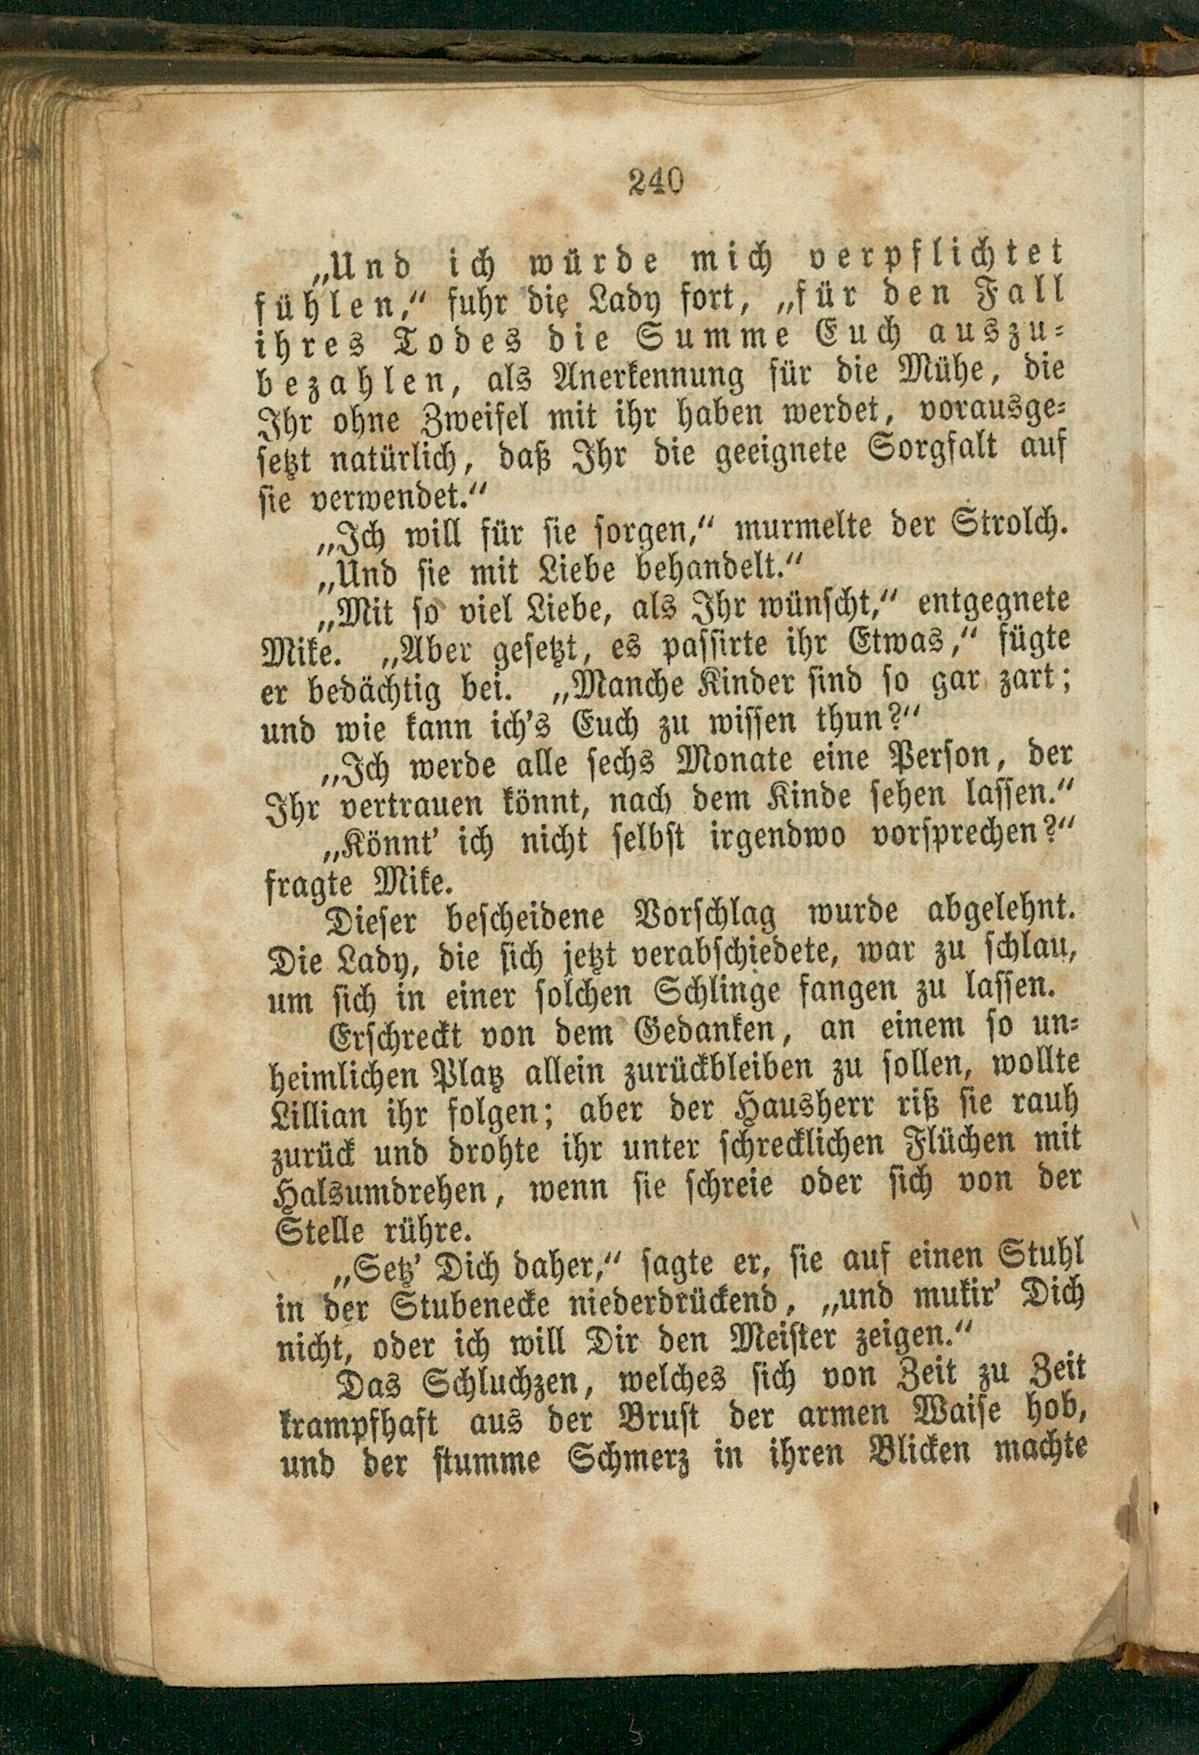 240
„Und ich würde mich verpflichtet
fühlen,“ fuhr die Lady fort, „für den Fall
ihres Todes die Summe Euch auszu-
bezahlen, als Anerkennung für die Mühe, die
Ihr ohne Zweifel mit ihr haben werdet, vorausge-
setzt natürlich, daß Ihr die geeignete Sorgfalt auf
sie verwendet.“
„Ich will für sie sorgen,“ murmelte der Strolch.
„Und sie mit Liebe behandelt.“
„Mit so viel Liebe, als Ihr wünscht,“ entgegnete
Mike. „Aber gesetzt, es passirte ihr Etwas,“ fügte
er bedächtig bei. „Manche Kinder sind so gar zart;
und wie kann ich's Euch zu wissen thun?“
„Ich werde alle sechs Monate eine Person, der
Ihr vertrauen könnt, nach dem Kinde sehen lassen.“
„Könnt' ich nicht selbst irgendwo vorsprechen?“
fragte Mike.
Dieser bescheidene Vorschlag wurde abgelehnt.
Die Lady, die sich jetzt verabschiedete, war zu schlau,
um sich in einer solchen Schlinge fangen zu lassen.
Erschreckt von dem Gedanken, an einem so un-
heimlichen Platz allein zurückbleiben zu sollen, wollte
Lillian ihr folgen; aber der Hausherr riß sie rauh
zurück und drohte ihr unter schrecklichen Flüchen mit
Halsumdrehen, wenn sie schreie oder sich von der
Stelle rühre.
„Setz' Dich daher,“ sagte er, sie auf einen Stuhl
in der Stubenecke niederdrückend, „und mukir' Dich
nicht, oder ich will Dir den Meister zeigen.“
Das Schluchzen, welches sich von Zeit zu Zeit
krampfhaft aus der Brust der armen Waise hob,
und der stumme Schmerz in ihren Blicken machte